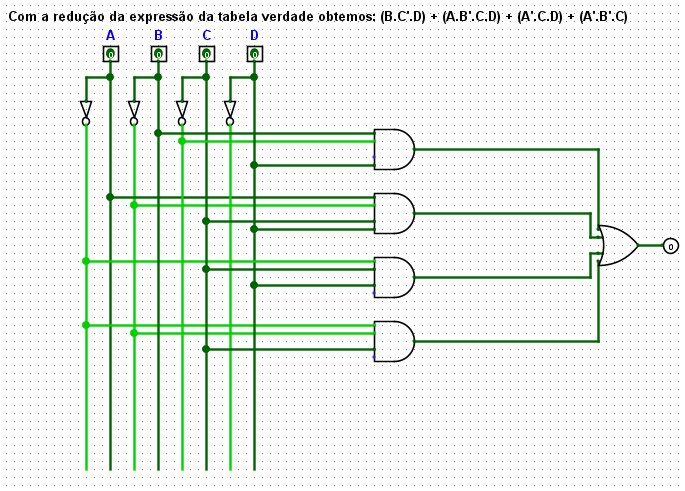 Com a redução da expressão da tabela verdade obtemos: (B.C'.D) + (A.B'.C.D) + (A'.C.D) + (A'.B'.C)
A B C D
0 0 0 0
0